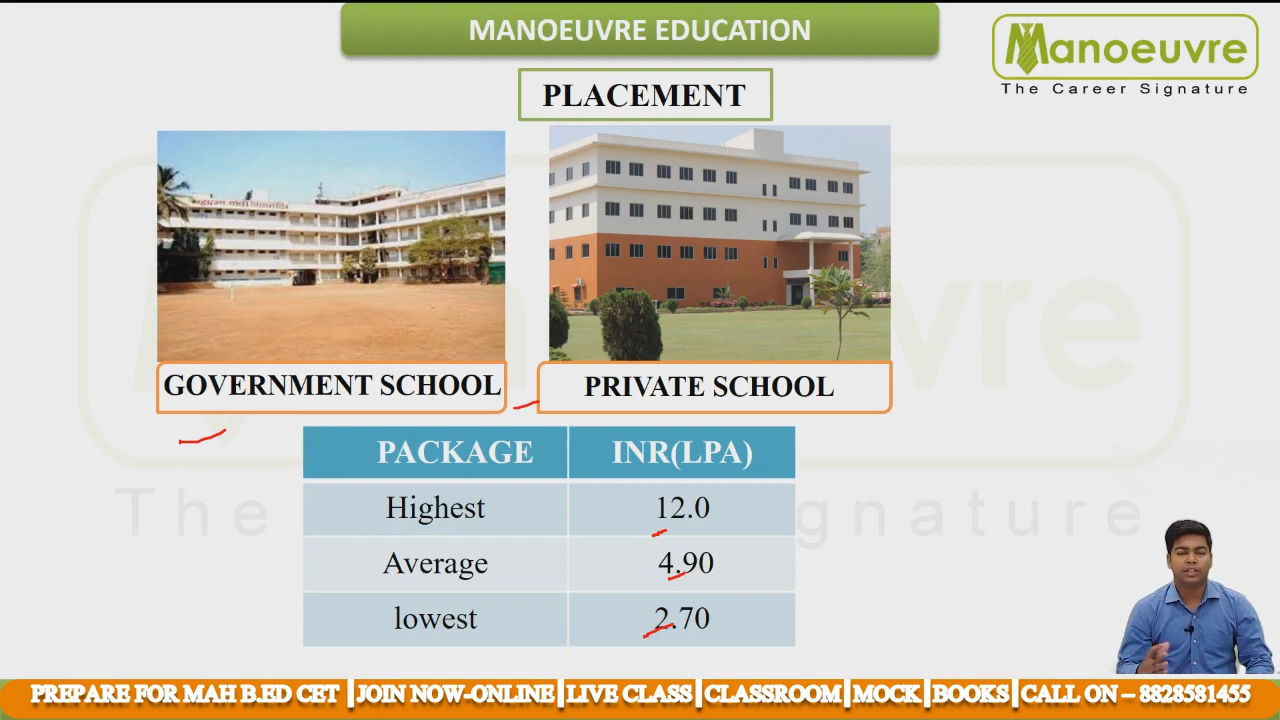 MANOEUVRE EDUCATION
Manoeuvre
The Career Signature
PLACEMENT
GOVERNMENT SCHOOL
PRIVATE SCHOOL
PACKAGE INR(LPA)
Highest 12.0
Average 4.90
lowest 2.70
PREPARE FOR MAH B.ED CET | JOIN NOW-ONLINE | LIVE CLASS | CLASSROOM | MOCK | BOOKS | CALL ON – 8828581455